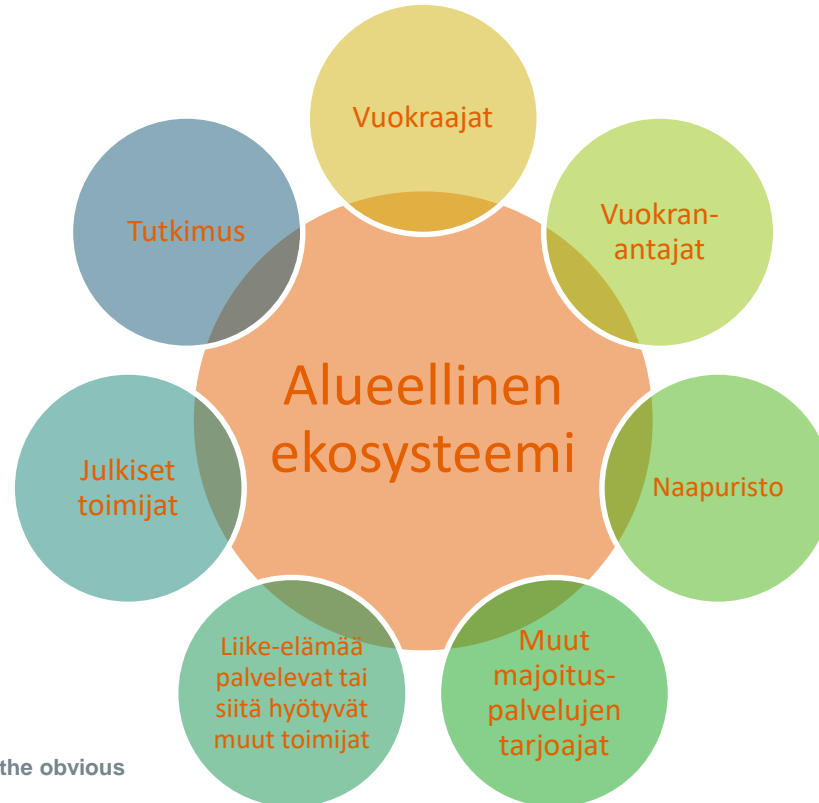 Vuokraajat
Vuokran-
antajat
Naapuristo
Muut
majoitus-
palvelujen
tarjoajat
Liike-elämää
palvelevat tai
siitä hyötyvät
muut toimijat
Julkiset
toimijat
Tutkimus
Alueellinen
ekosysteemi
the obvious